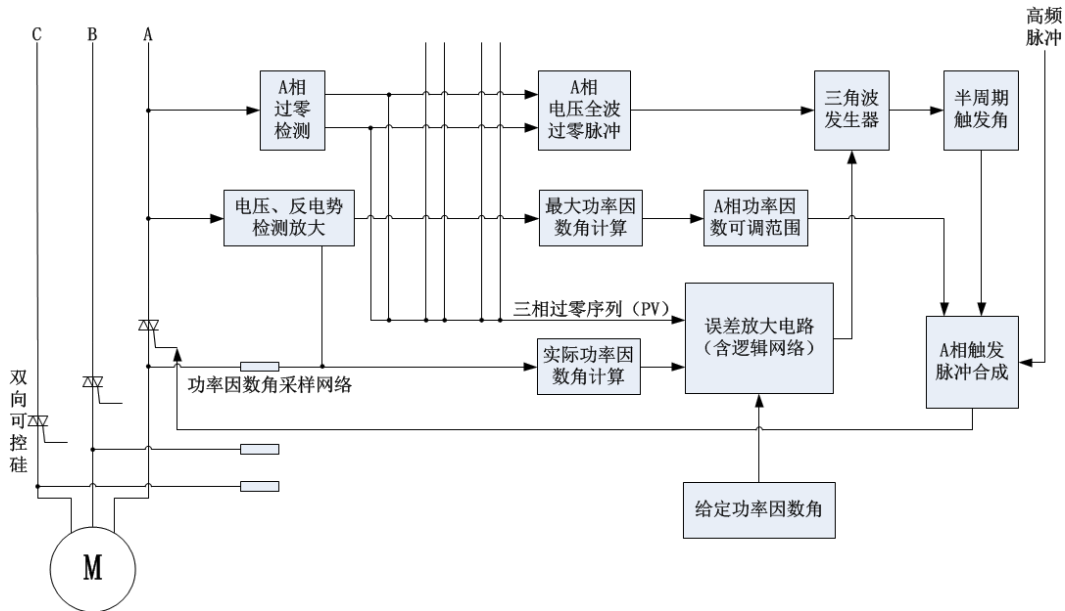 高频
脉冲
C
B
A
A相
过零
检测
A相
电压全波
过零脉冲
三角波
发生器
半周期
触发角
电压、反电势
检测放大
最大功率因
数角计算
A相功率因
数可调范围
三相过零序列（PV）
误差放大电路
（含逻辑网络）
A相触发
脉冲合成
实际功率因
数角计算
功率因数角采样网络
双
向
可
控
硅
给定功率因数角
M